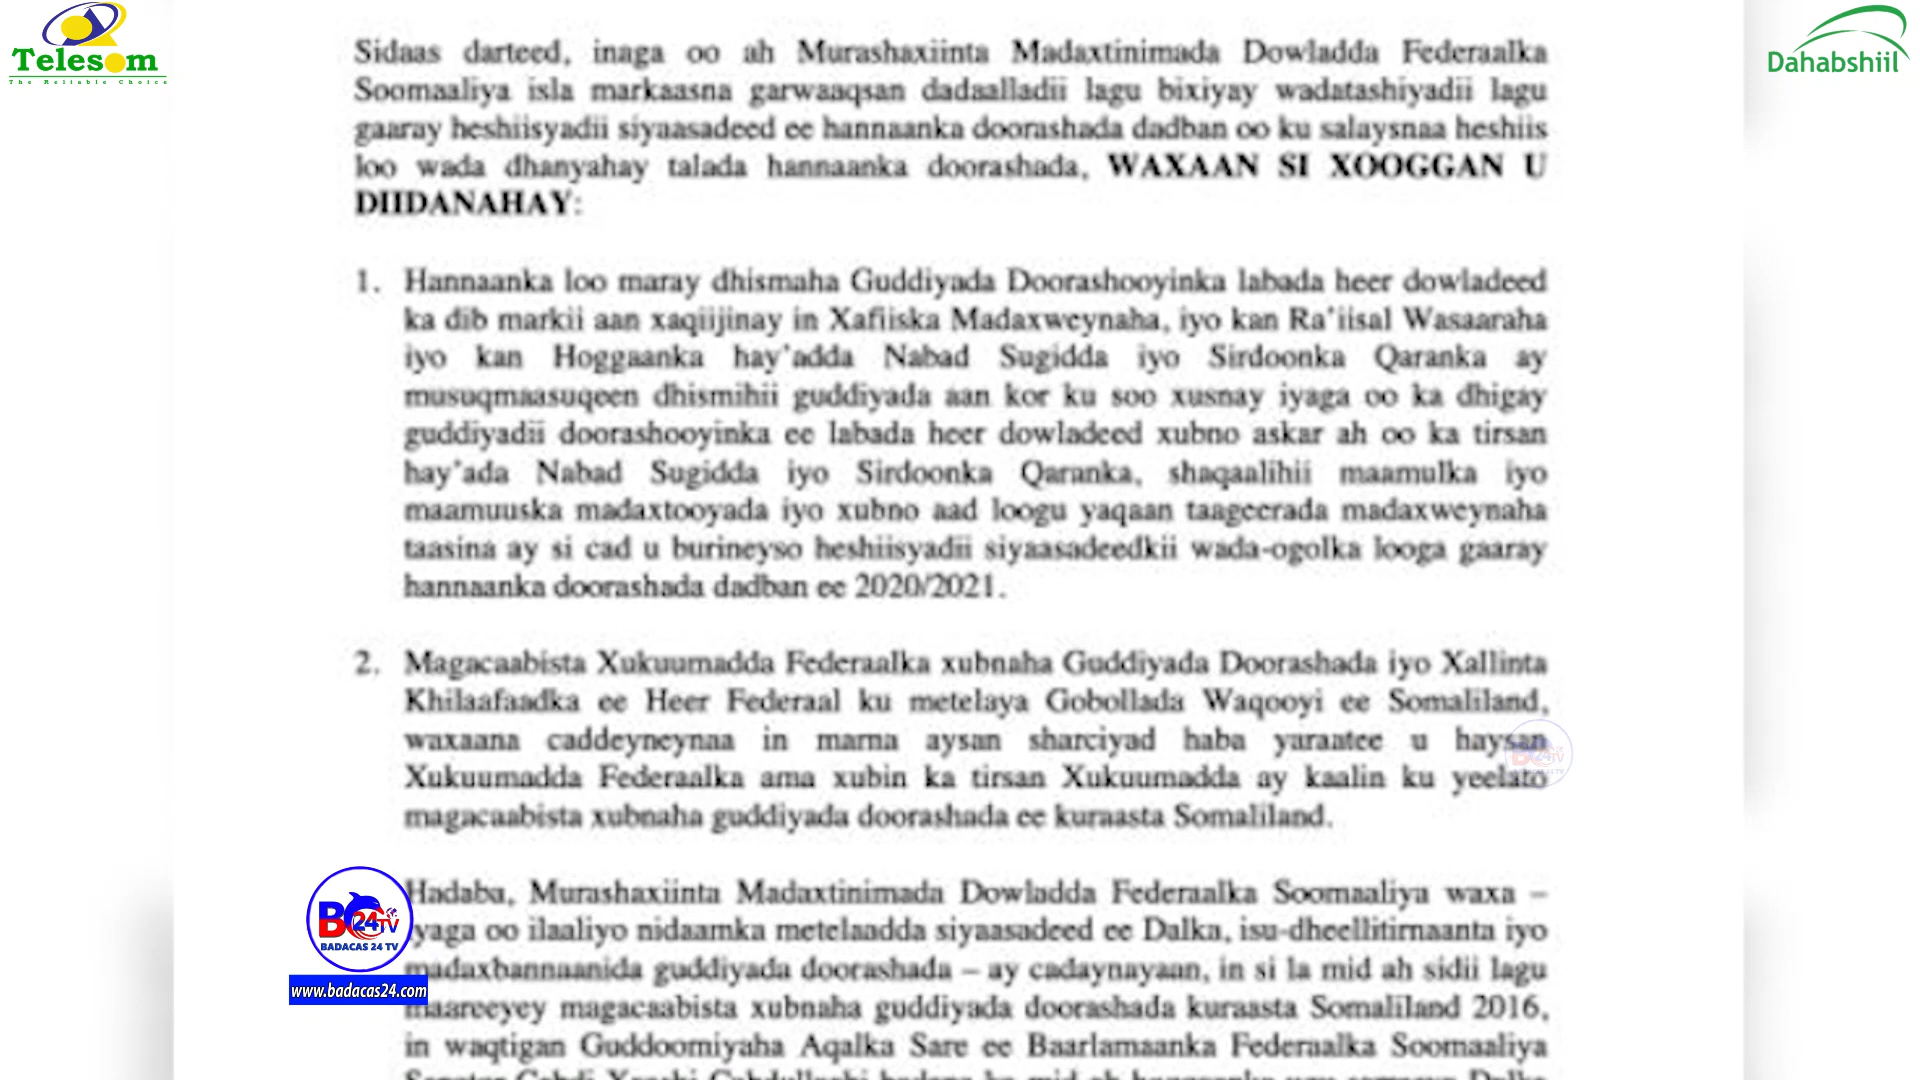 Telesom
The Reliable Choice
Dahabshiil
Sidaas darteed, inaga oo ah Murashaxiinta Madaxtinimada Dowladda Federaalka
Soomaaliya isla markaasna garwaaqsan dadaalladii lagu bixiyay wadatashiyadii lagu
gaaray heshiisyadii siyaasadeed ee hannaanka doorashada dadban oo ku salaysnaa heshiis
loo wada dhanyahay talada hannaanka doorashada, WAXAAN SI XOOGGAN U
DIIDANAHAY:
1. Hannaanka loo maray dhismaha Guddiyada Doorashooyinka labada heer dowladeed
ka dib markii aan xaqiijinay in Xafiiska Madaxweynaha, iyo kan Ra'iisal Wasaaraha
iyo kan Hoggaanka hay'adda Nabad Sugidda iyo Sirdoonka Qaranka ay
musuqmaasuqeen dhismihii guddiyada aan kor ku soo xusnay iyaga oo ka dhigay
guddiyadii doorashooyinka ee labada heer dowladeed xubno askar ah oo ka tirsan
hay'ada Nabad Sugidda iyo Sirdoonka Qaranka, shaqaalihii maamulka iyo
maamuuska madaxtooyada iyo xubno aad loogu yaqaan taageerada madaxweynaha
taasina ay si cad u burineyso heshiisyadii siyaasadeedkii wada-ogolka looga gaaray
hannaanka doorashada dadban ee 2020/2021.
2. Magacaabista Xukuumadda Federaalka xubnaha Guddiyada Doorashada iyo Xallinta
Khilaafaadka ee Heer Federaal ku metelaya Gobollada Waqooyi ee Somaliland,
waxaana caddeyneynaa in marna aysan sharciyad haba yaraatee u haysan
Xukuumadda Federaalka ama xubin ka tirsan Xukuumadda ay kaalin ku yeelato
magacaabista xubnaha guddiyada doorashada ee kuraasta Somaliland.
Hadaba, Murashaxiinta Madaxtinimada Dowladda Federaalka Soomaaliya waxa –
iyaga oo ilaaliyo nidaamka metelaadda siyaasadeed ee Dalka, isu-dheellitirnaanta iyo
madaxbannaanida guddiyada doorashada – ay cadaynayaan, in si la mid ah sidii lagu
maareeyey magacaabista xubnaha guddiyada doorashada kuraasta Somaliland 2016,
in waqtigan Guddoomiyaha Aqalka Sare ee Baarlamaanka Federaalka Soomaaliya
BC 24TV
BADACAS 24 TV
www.badacas24.com